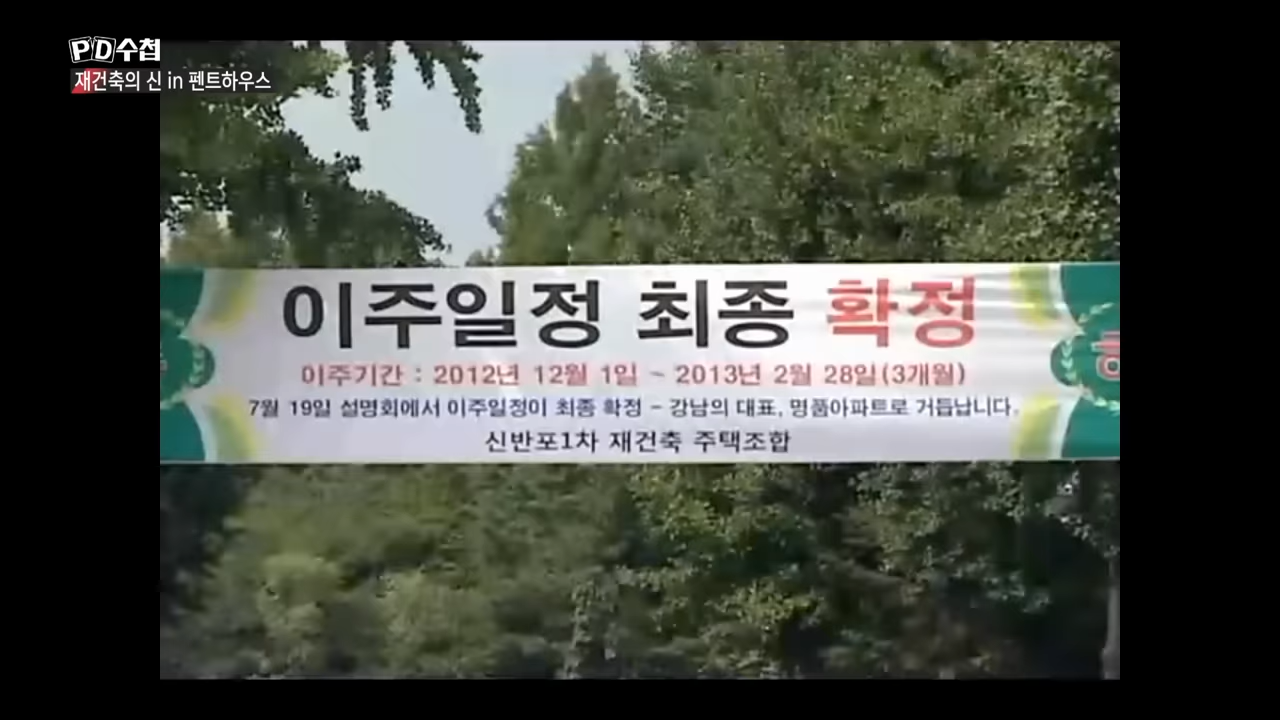 PD수첩
재건축의 신 in 펜트하우스
이주일정 최종 확정
이주기간 : 2012년 12월 1일 ~ 2013년 2월 28일(3개월)
7월 19일 설명회에서 이주일정이 최종 확정 - 강남의 대표, 명품아파트로 거듭납니다.
신반포1차 재건축 주택조합